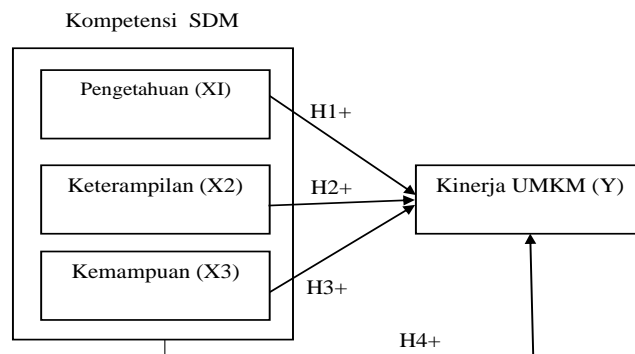 Kompetensi SDM
Pengetahuan (XI)
H1+
Keterampilan (X2)
H2+
Kinerja UMKM (Y)
Kemampuan (X3)
H3+
H4+